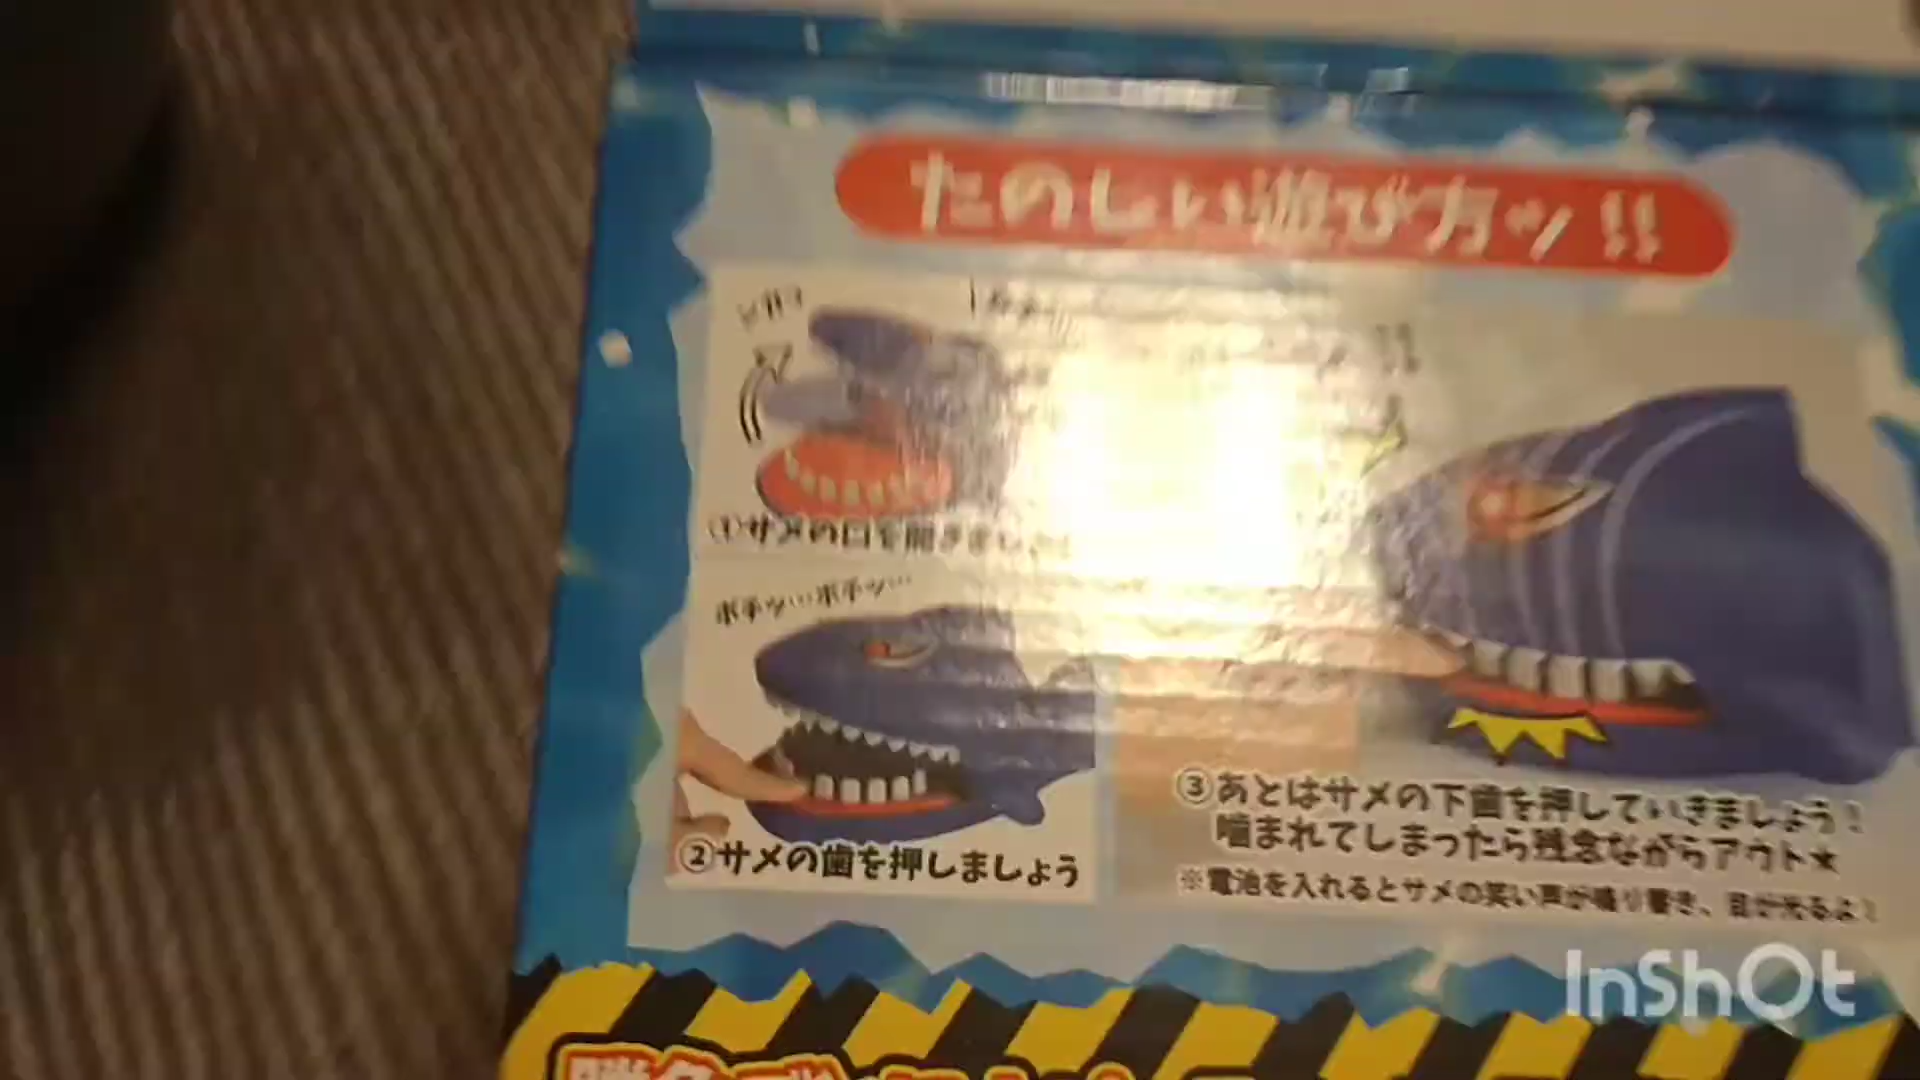 たのしい遊び方ッ!!
①サメの口を開きましょう
ポチッ…ポチッ…
②サメの歯を押しましょう
③あとはサメの下歯を押していきましょう!
噛まれてしまったら残念ながらアウト★
※電池を入れるとサメの笑い声が鳴り響き、目が光るよ!
InShOt